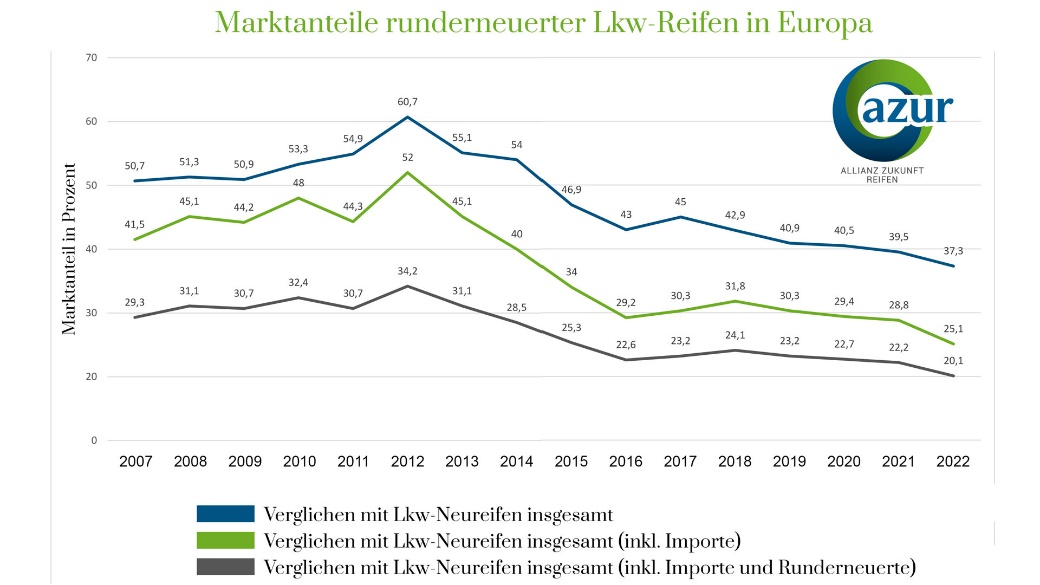 Marktanteile runderneuerter Lkw-Reifen in Europa
azur
ALLIANZ ZUKUNFT
REIFEN
Marktanteil in Prozent
70
60
50
40
30
20
0
50,7 51,3 50,9 53,3 54,9 60,7 55,1 54 46,9 43 45 42,9 40,9 40,5 39,5 37,3
41,5 45,1 44,2 48 44,3 52 45,1 40 34 29,2 30,3 31,8 30,3 29,4 28,8 25,1
29,3 31,1 30,7 32,4 30,7 34,2 31,1 28,5 25,3 22,6 23,2 24,1 23,2 22,7 22,2 20,1
2007 2008 2009 2010 2011 2012 2013 2014 2015 2016 2017 2018 2019 2020 2021 2022
Verglichen mit Lkw-Neureifen insgesamt
Verglichen mit Lkw-Neureifen insgesamt (inkl. Importe)
Verglichen mit Lkw-Neureifen insgesamt (inkl. Importe und Runderneuerte)